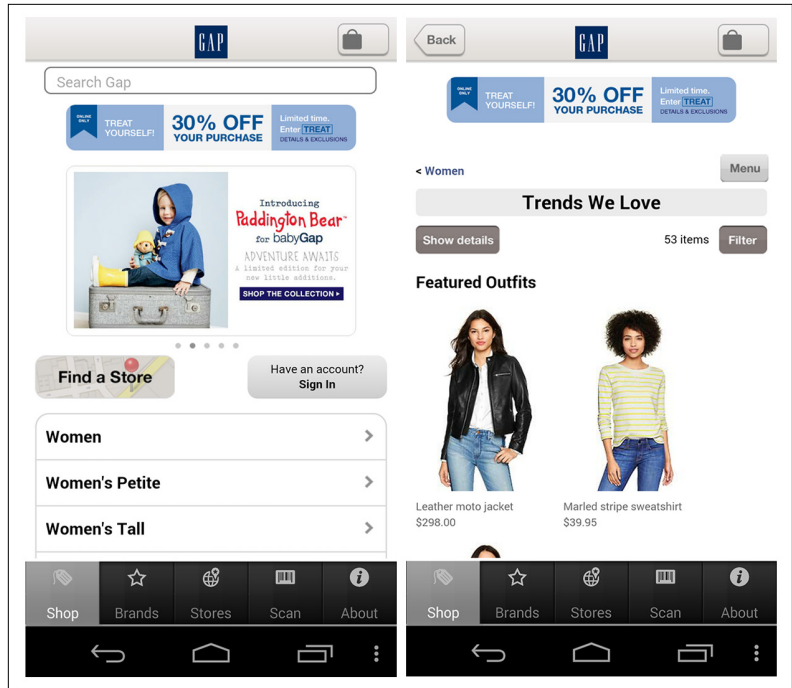 GAP
Search Gap
ONLINE ONLY
TREAT YOURSELF!
30% OFF
YOUR PURCHASE
Limited time.
Enter TREAT
DETAILS & EXCLUSIONS
Introducing
Paddington Bear™
for babyGap
ADVENTURE AWAITS
A limited edition for your
new little additions.
SHOP THE COLLECTION
Find a Store
Have an account?
Sign In
Women
Women's Petite
Women's Tall
Shop Brands Stores Scan About
Back
GAP
ONLINE ONLY
TREAT YOURSELF!
30% OFF
YOUR PURCHASE
Limited time.
Enter TREAT
DETAILS & EXCLUSIONS
< Women
Menu
Trends We Love
Show details
53 items
Filter
Featured Outfits
Leather moto jacket
$298.00
Marled stripe sweatshirt
$39.95
Shop Brands Stores Scan About